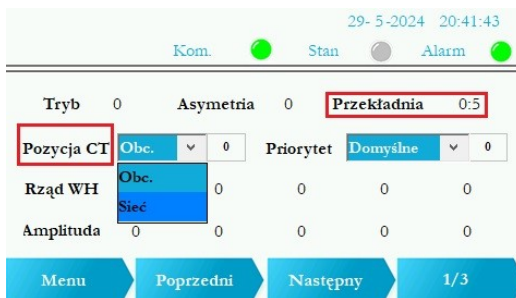 29- 5-2024 20:41:43
Kom. Stan Alarm
Tryb 0 Asymetria 0 Przekładnia 0:5
Pozycja CT Obc. 0 Priorytet Domyślne 0
Obc.
Rząd WH 0 0 0
Sieć
Amplituda 0 0 0 0
Menu Poprzedni Następny 1/3